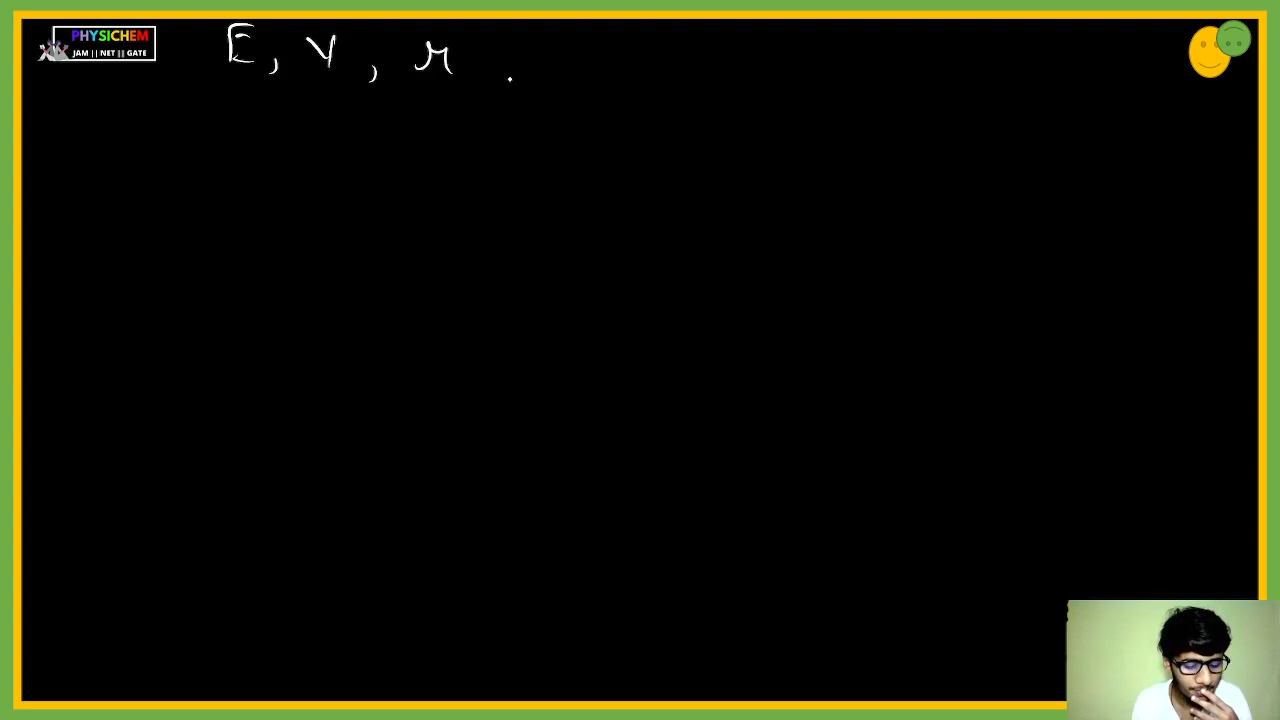 PHYSICHEM
JAM || NET || GATE
E, v, r .